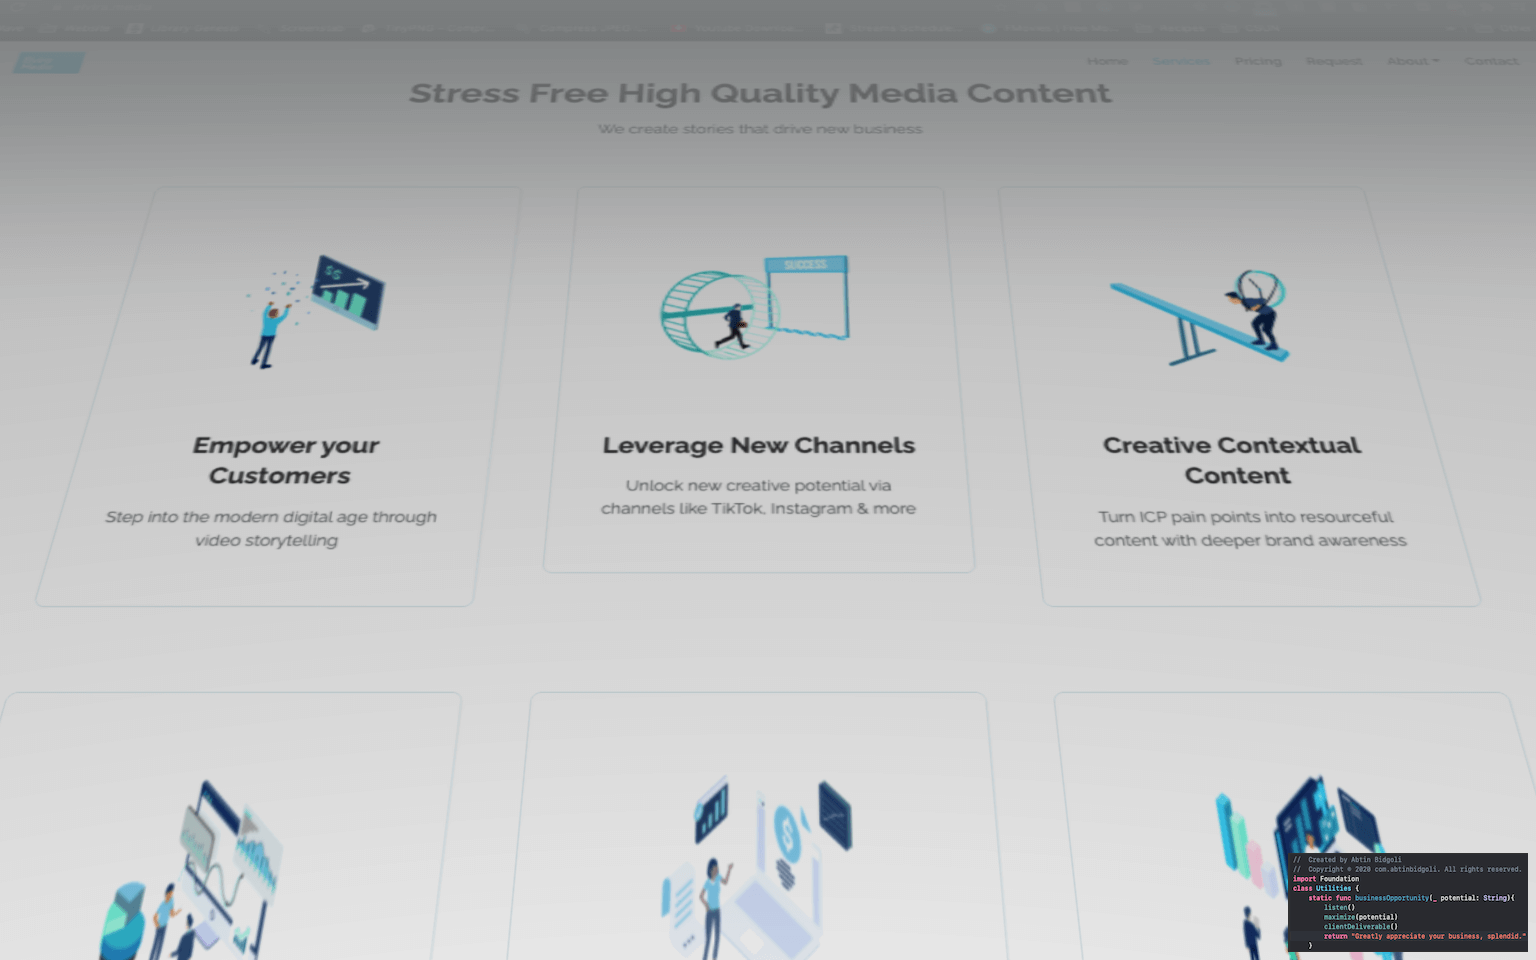 Home Services Pricing Request About Contact
Stress Free High Quality Media Content
We create stories that drive new business
$$
SUCCESS
Empower your
Customers
Step into the modern digital age through
video storytelling
Leverage New Channels
Unlock new creative potential via
channels like TikTok, Instagram & more
Creative Contextual
Content
Turn ICP pain points into resourceful
content with deeper brand awareness
//  Created by Abtin Bidgoli
//  Copyright © 2020 com.abtinbidgoli. All rights reserved.
import Foundation
class Utilities {
    static func businessOpportunity(_ potential: String){
        listen()
        maximize(potential)
        clientDeliverable()
        return "Greatly appreciate your business, splendid."
    }